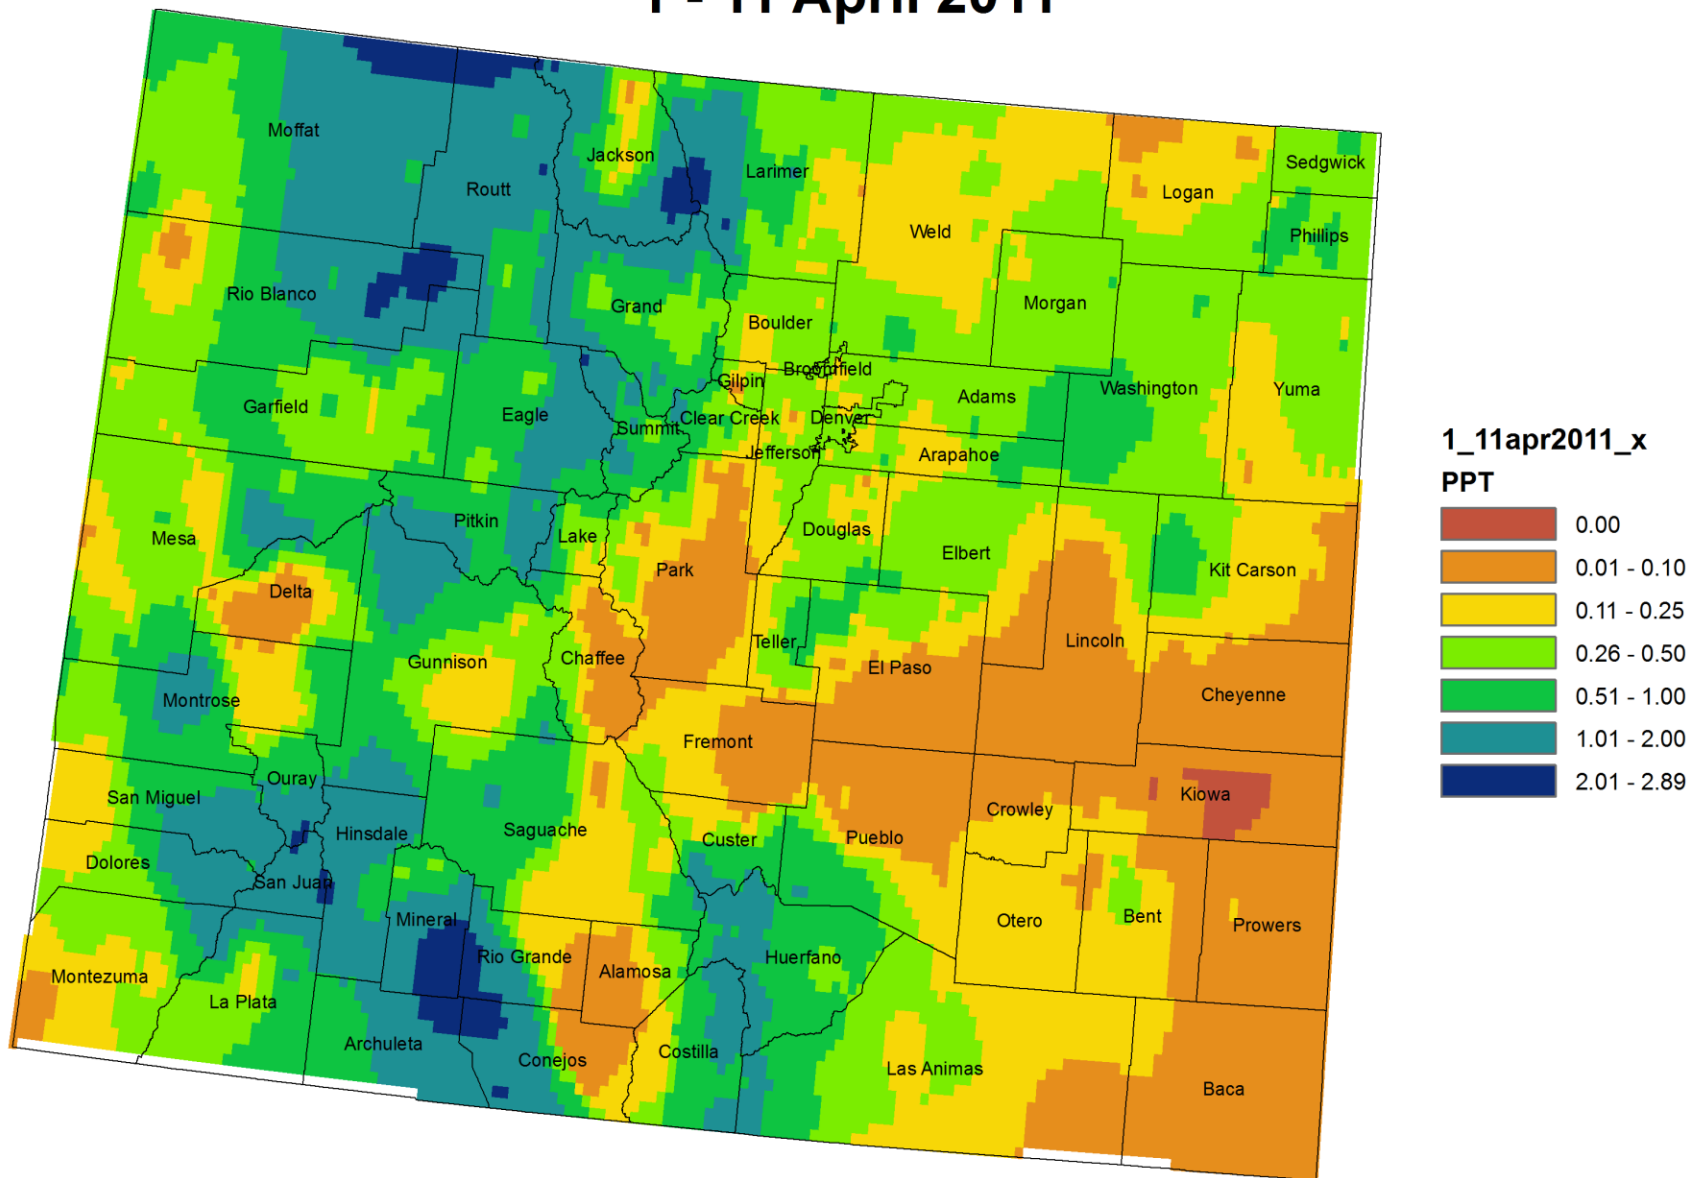 1 - 11 April 2011
Moffat
Routt
Jackson
Larimer
Weld
Logan
Sedgwick
Phillips
Rio Blanco
Grand
Boulder
Morgan
Broomfield
Gilpin
Garfield
Eagle
Summit
Clear Creek
Denver
Adams
Washington
Yuma
Jefferson
Arapahoe
Mesa
Pitkin
Lake
Park
Douglas
Elbert
Kit Carson
Delta
Gunnison
Chaffee
Teller
El Paso
Lincoln
Cheyenne
Montrose
Fremont
Ouray
San Miguel
Hinsdale
Saguache
Custer
Pueblo
Crowley
Kiowa
Dolores
San Juan
Mineral
Otero
Bent
Prowers
Montezuma
La Plata
Rio Grande
Alamosa
Huerfano
Archuleta
Conejos
Costilla
Las Animas
Baca
1_11apr2011_x
PPT
0.00
0.01 - 0.10
0.11 - 0.25
0.26 - 0.50
0.51 - 1.00
1.01 - 2.00
2.01 - 2.89